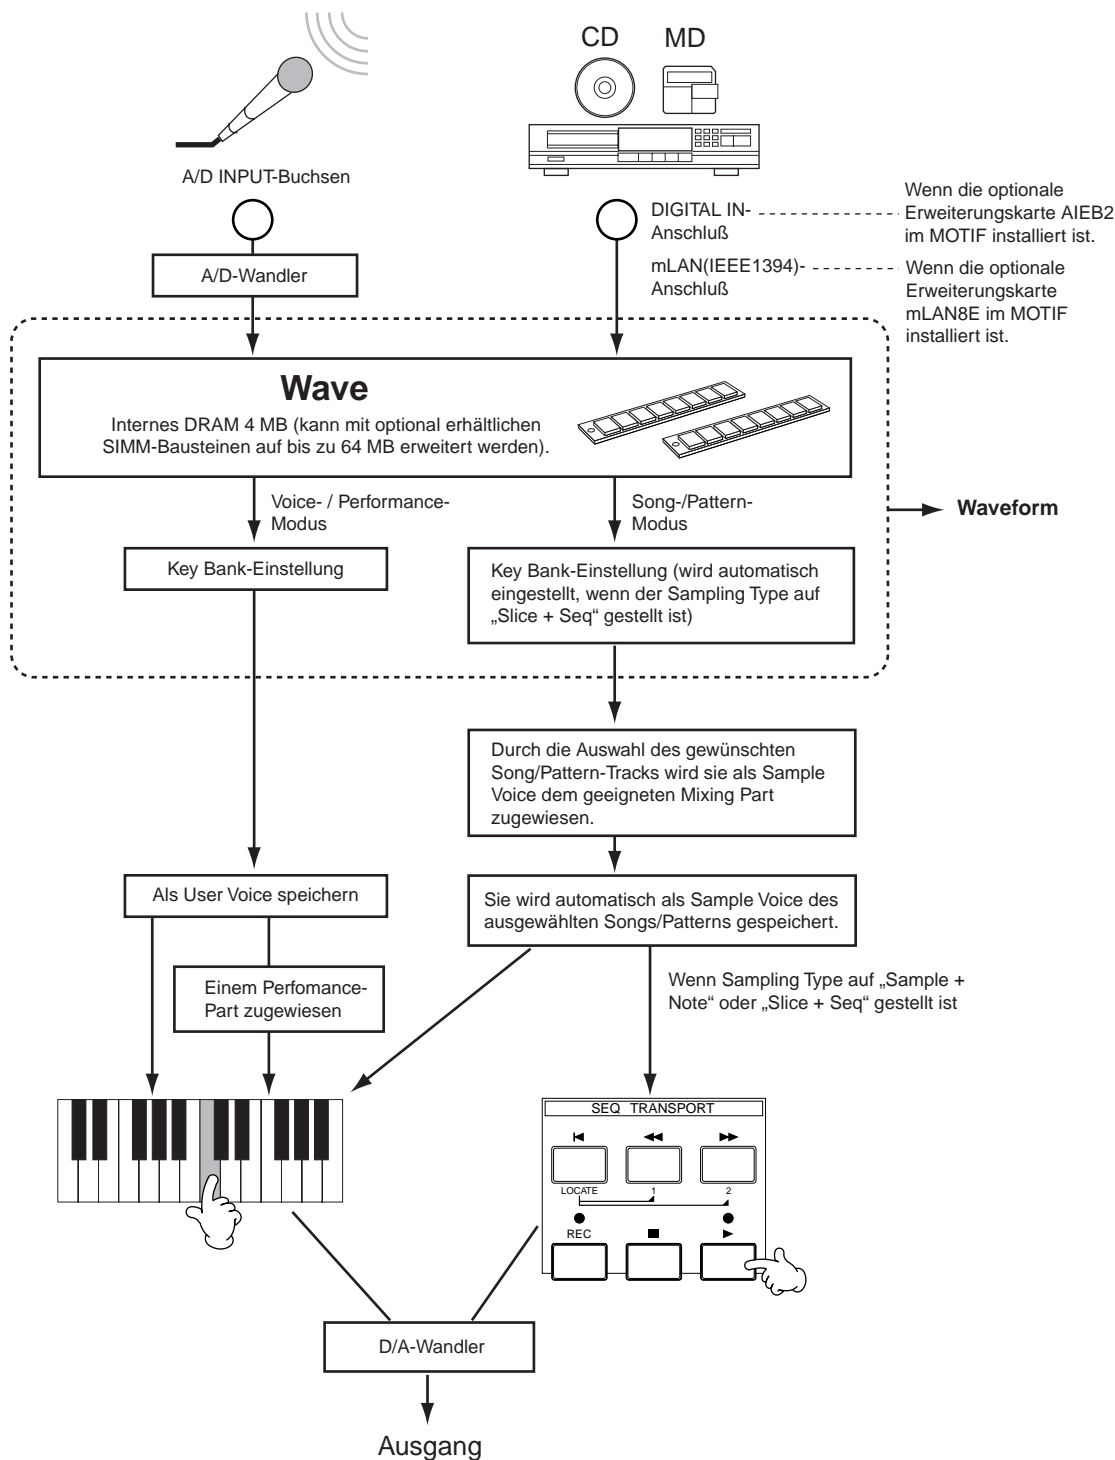 CD
MD
A/D INPUT-Buchsen
DIGITAL IN-
Anschluß
Wenn die optionale
Erweiterungskarte AIEB2
im MOTIF installiert ist.
A/D-Wandler
mLAN(IEEE1394)-
Anschluß
Wenn die optionale
Erweiterungskarte
mLAN8E im MOTIF
installiert ist.
Wave
Internes DRAM 4 MB (kann mit optional erhältlichen
SIMM-Bausteinen auf bis zu 64 MB erweitert werden).
Voice- / Performance-
Modus
Song-/Pattern-
Modus
Waveform
Key Bank-Einstellung
Key Bank-Einstellung (wird automatisch
eingestellt, wenn der Sampling Type auf
„Slice + Seq“ gestellt ist)
Durch die Auswahl des gewünschten
Song/Pattern-Tracks wird sie als Sample
Voice dem geeigneten Mixing Part
zugewiesen.
Als User Voice speichern
Sie wird automatisch als Sample Voice des
ausgewählten Songs/Patterns gespeichert.
Einem Perfomance-
Part zugewiesen
Wenn Sampling Type auf „Sample +
Note“ oder „Slice + Seq“ gestellt ist
SEQ TRANSPORT
LOCATE 1 2
REC
D/A-Wandler
Ausgang